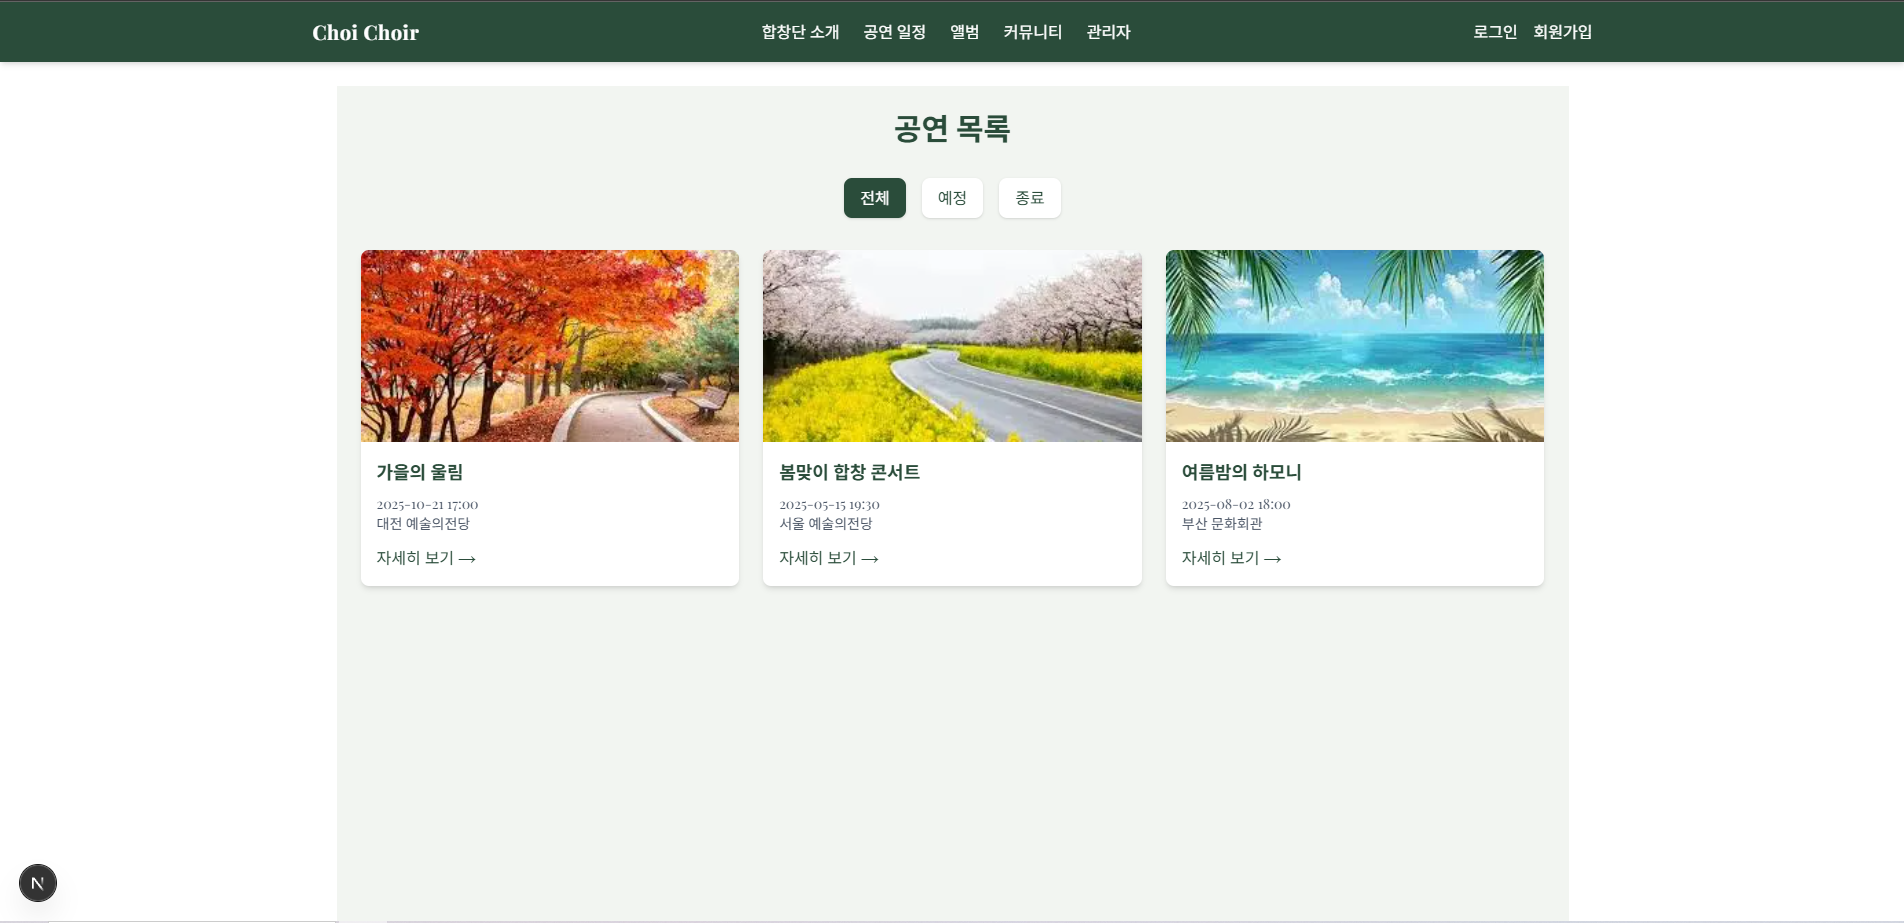 Choi Choir
합창단 소개 공연 일정 앨범 커뮤니티 관리자
로그인 회원가입
공연 목록
전체 예정 종료
가을의 울림
2025-10-21 17:00
대전 예술의전당
자세히 보기 →
봄맞이 합창 콘서트
2025-05-15 19:30
서울 예술의전당
자세히 보기 →
여름밤의 하모니
2025-08-02 18:00
부산 문화회관
자세히 보기 →
N